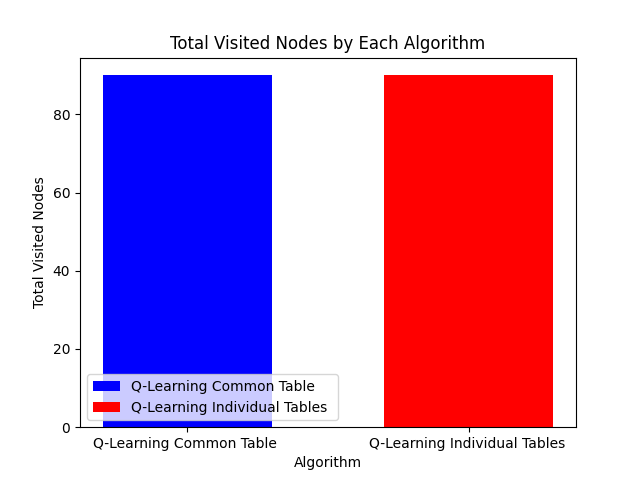 Total Visited Nodes by Each Algorithm
Total Visited Nodes
80
60
40
20
0
Q-Learning Common Table
Q-Learning Individual Tables
Q-Learning Common Table
Q-Learning Individual Tables
Algorithm